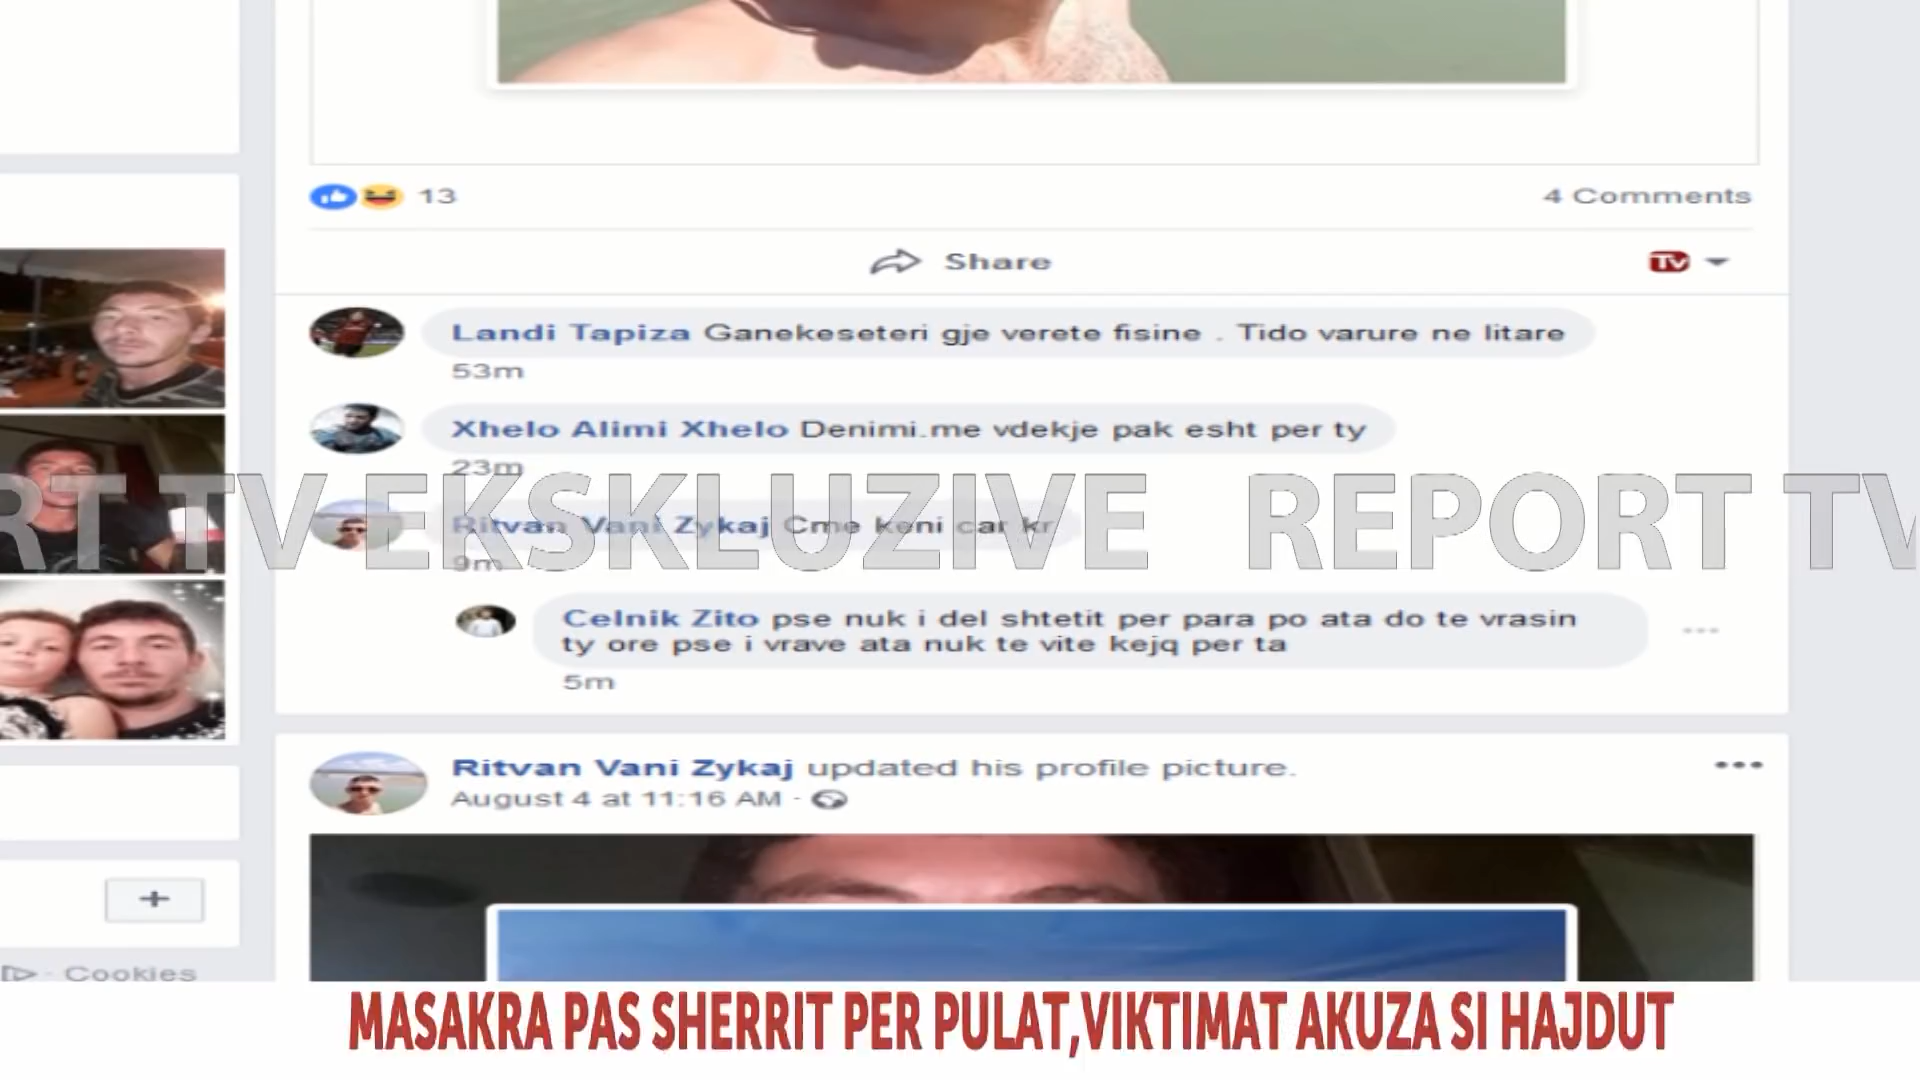 13
4 Comments
Share
TV
Landi Tapiza Ganekeseteri gje verete fisine . Tido varure ne litare
53m
Xhelo Alimi Xhelo Denimi.me vdekje pak esht per ty
23m
RT TV EKSKLUZIVE REPORT TV
Ritvan Vani Zykaj Cme keni car kr
9m
Celnik Zito pse nuk i del shtetit per para po ata do te vrasin
ty ore pse i vrave ata nuk te vite kejq per ta
5m
Ritvan Vani Zykaj updated his profile picture.
August 4 at 11:16 AM ·
· Cookies
MASAKRA PAS SHERRIT PER PULAT,VIKTIMAT AKUZA SI HAJDUT